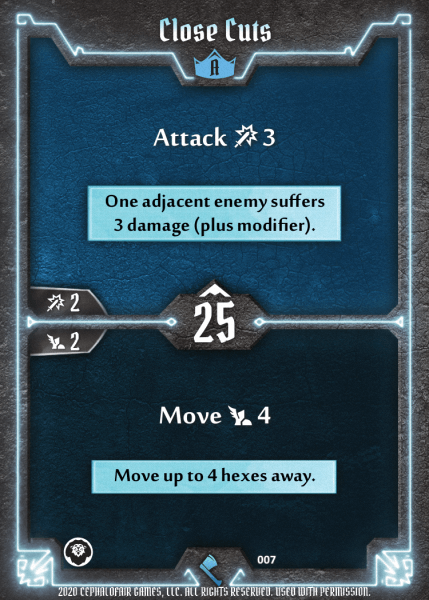 Close Cuts
A
Attack 3
One adjacent enemy suffers
3 damage (plus modifier).
2
25
2
Move 4
Move up to 4 hexes away.
007
2020 CEPHALOFAIR GAMES, LLC. ALL RIGHTS RESERVED. USED WITH PERMISSION.